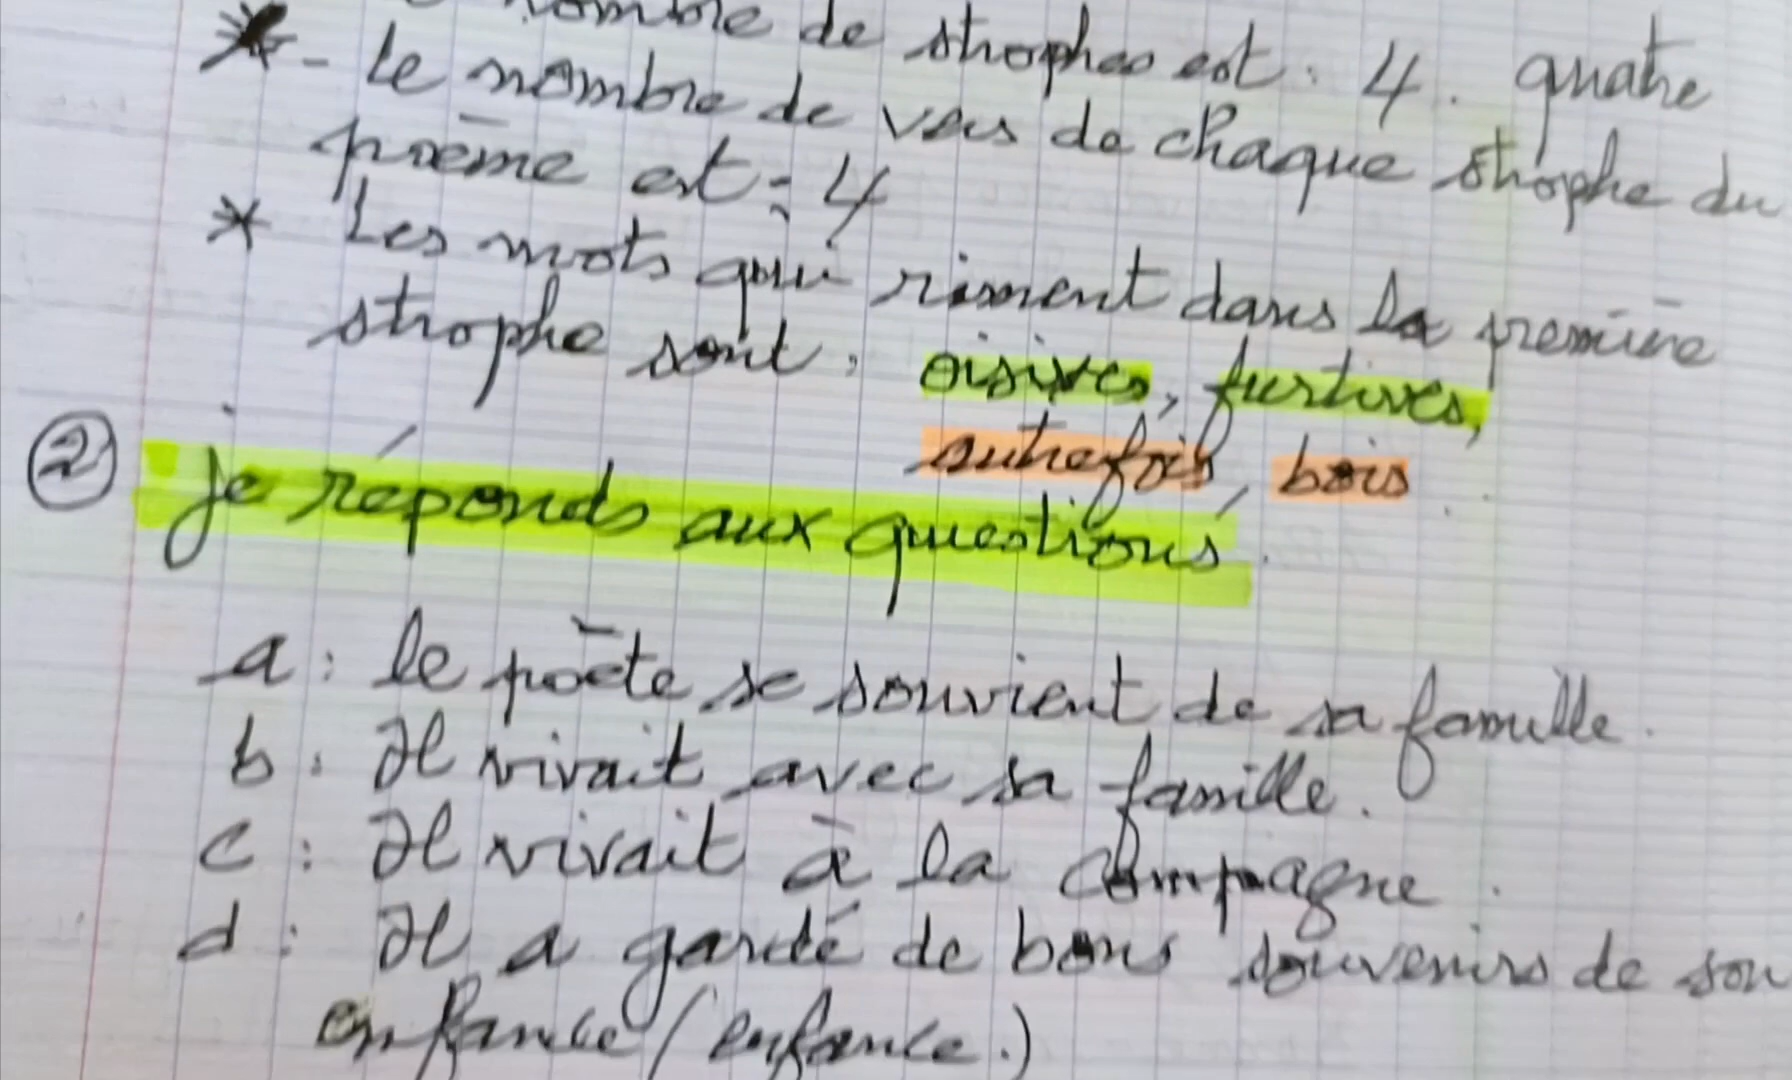 nombre de strophes est : 4. quatre
* - Le nombre de vers de chaque strophe du
poème est : 4
* Les mots qui riment dans la première
strophe sont : oisives, furtives,
autrefois, bois.
② je réponds aux questions.
a : le poète se souvient de sa famille.
b : Il vivait avec sa famille.
c : Il vivait à la campagne.
d : Il a gardé de bons souvenirs de son
enfance (enfance.)